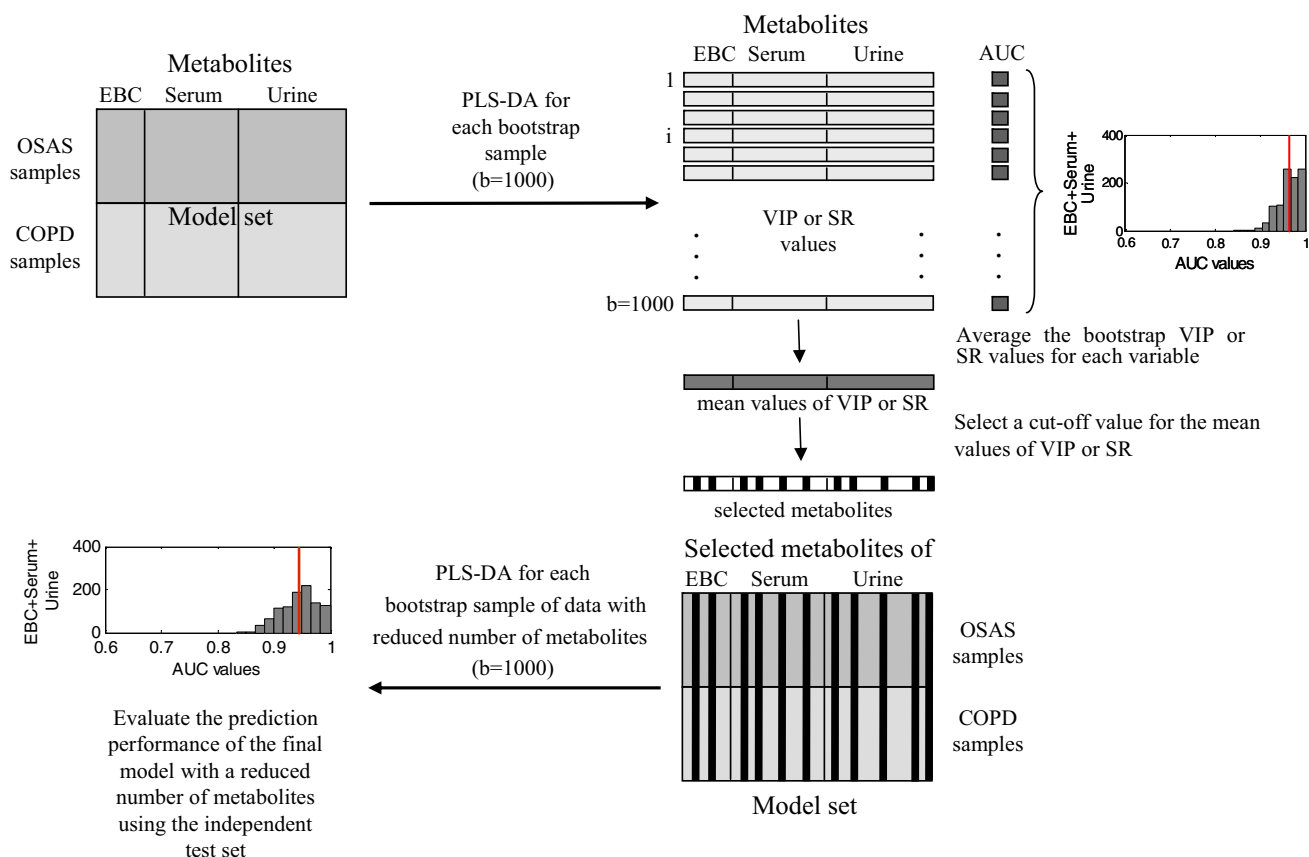 Metabolites
EBC Serum Urine
OSAS
samples
COPD
samples
Model set
PLS-DA for
each bootstrap
sample
(b=1000)
Metabolites
EBC Serum Urine
AUC
1
i
VIP or SR
values
b=1000
400
200
0
0.6 0.7 0.8 0.9 1
AUC values
EBC+Serum+
Urine
Average the bootstrap VIP or
SR values for each variable
mean values of VIP or SR
Select a cut-off value for the mean
values of VIP or SR
selected metabolites
Selected metabolites of
EBC Serum Urine
OSAS
samples
COPD
samples
Model set
PLS-DA for each
bootstrap sample of data with
reduced number of metabolites
(b=1000)
400
200
0
0.6 0.7 0.8 0.9 1
AUC values
EBC+Serum+
Urine
Evaluate the prediction
performance of the final
model with a reduced
number of metabolites
using the independent
test set